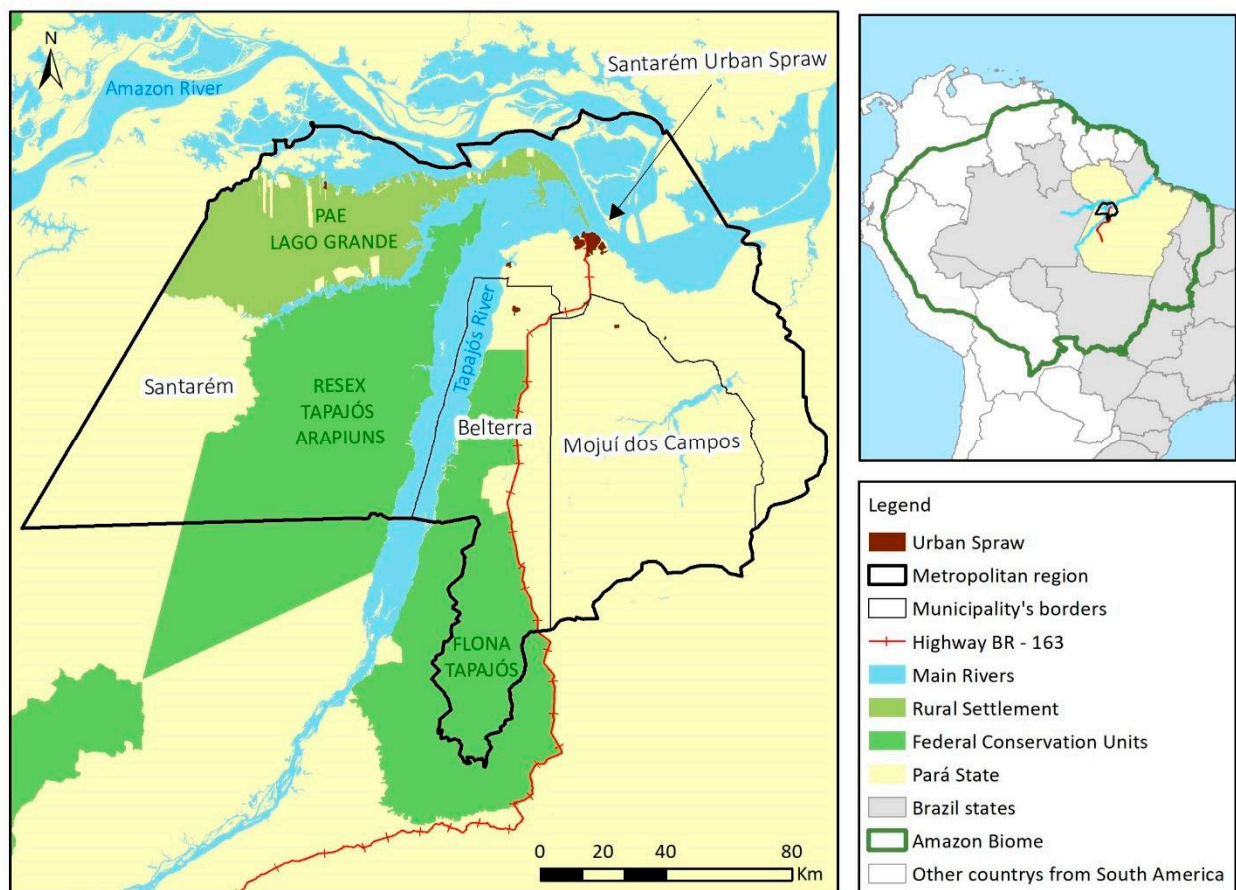 N
Amazon River
Santarém Urban Spraw
PAE
LAGO GRANDE
Tapajós River
Santarém
RESEX
TAPAJÓS
ARAPIUNS
Belterra
Mojuí dos Campos
FLONA
TAPAJÓS
0 20 40 80
Km
Legend
Urban Spraw
Metropolitan region
Municipality's borders
Highway BR - 163
Main Rivers
Rural Settlement
Federal Conservation Units
Pará State
Brazil states
Amazon Biome
Other countrys from South America